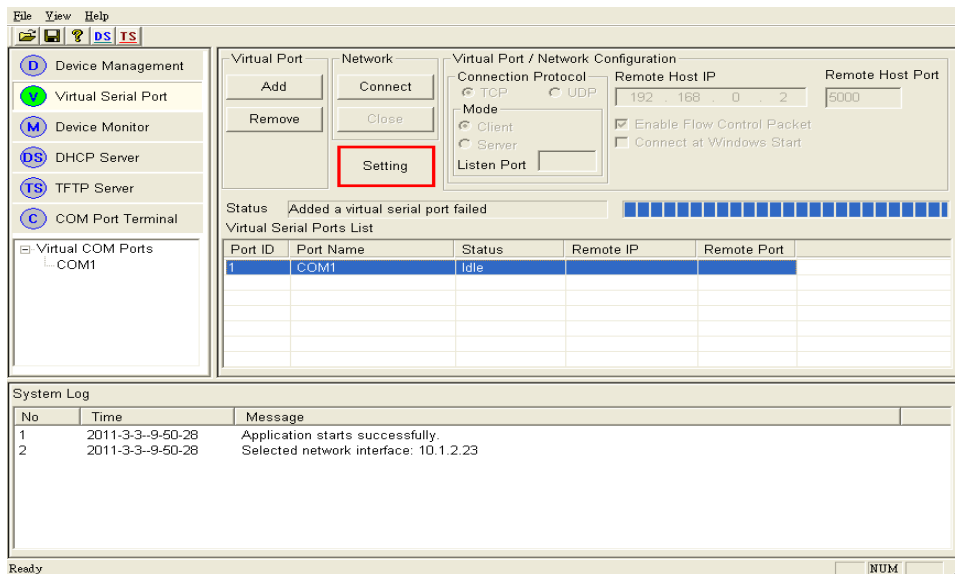 File View Help
DS TS
D Device Management
V Virtual Serial Port
M Device Monitor
DS DHCP Server
TS TFTP Server
C COM Port Terminal
Virtual COM Ports
COM1
Virtual Port
Add
Remove
Network
Connect
Close
Setting
Virtual Port / Network Configuration
Connection Protocol
TCP UDP
Mode
Client
Server
Listen Port
Remote Host IP
192 . 168 . 0 . 2
Remote Host Port
5000
Enable Flow Control Packet
Connect at Windows Start
Status Added a virtual serial port failed
Virtual Serial Ports List
Port ID Port Name Status Remote IP Remote Port
1 COM1 Idle
System Log
No Time Message
1 2011-3-3--9-50-28 Application starts successfully.
2 2011-3-3--9-50-28 Selected network interface: 10.1.2.23
Ready NUM